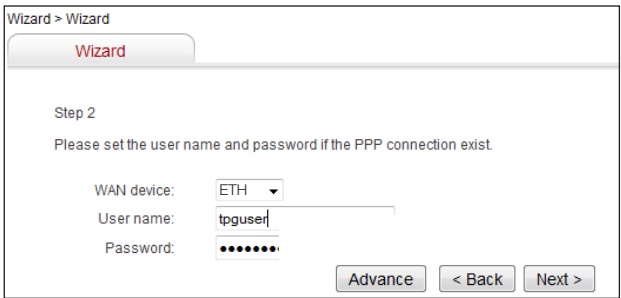 Wizard > Wizard
Wizard
Step 2
Please set the user name and password if the PPP connection exist.
WAN device: ETH
User name: tpguser
Password: ••••••••
Advance < Back Next >